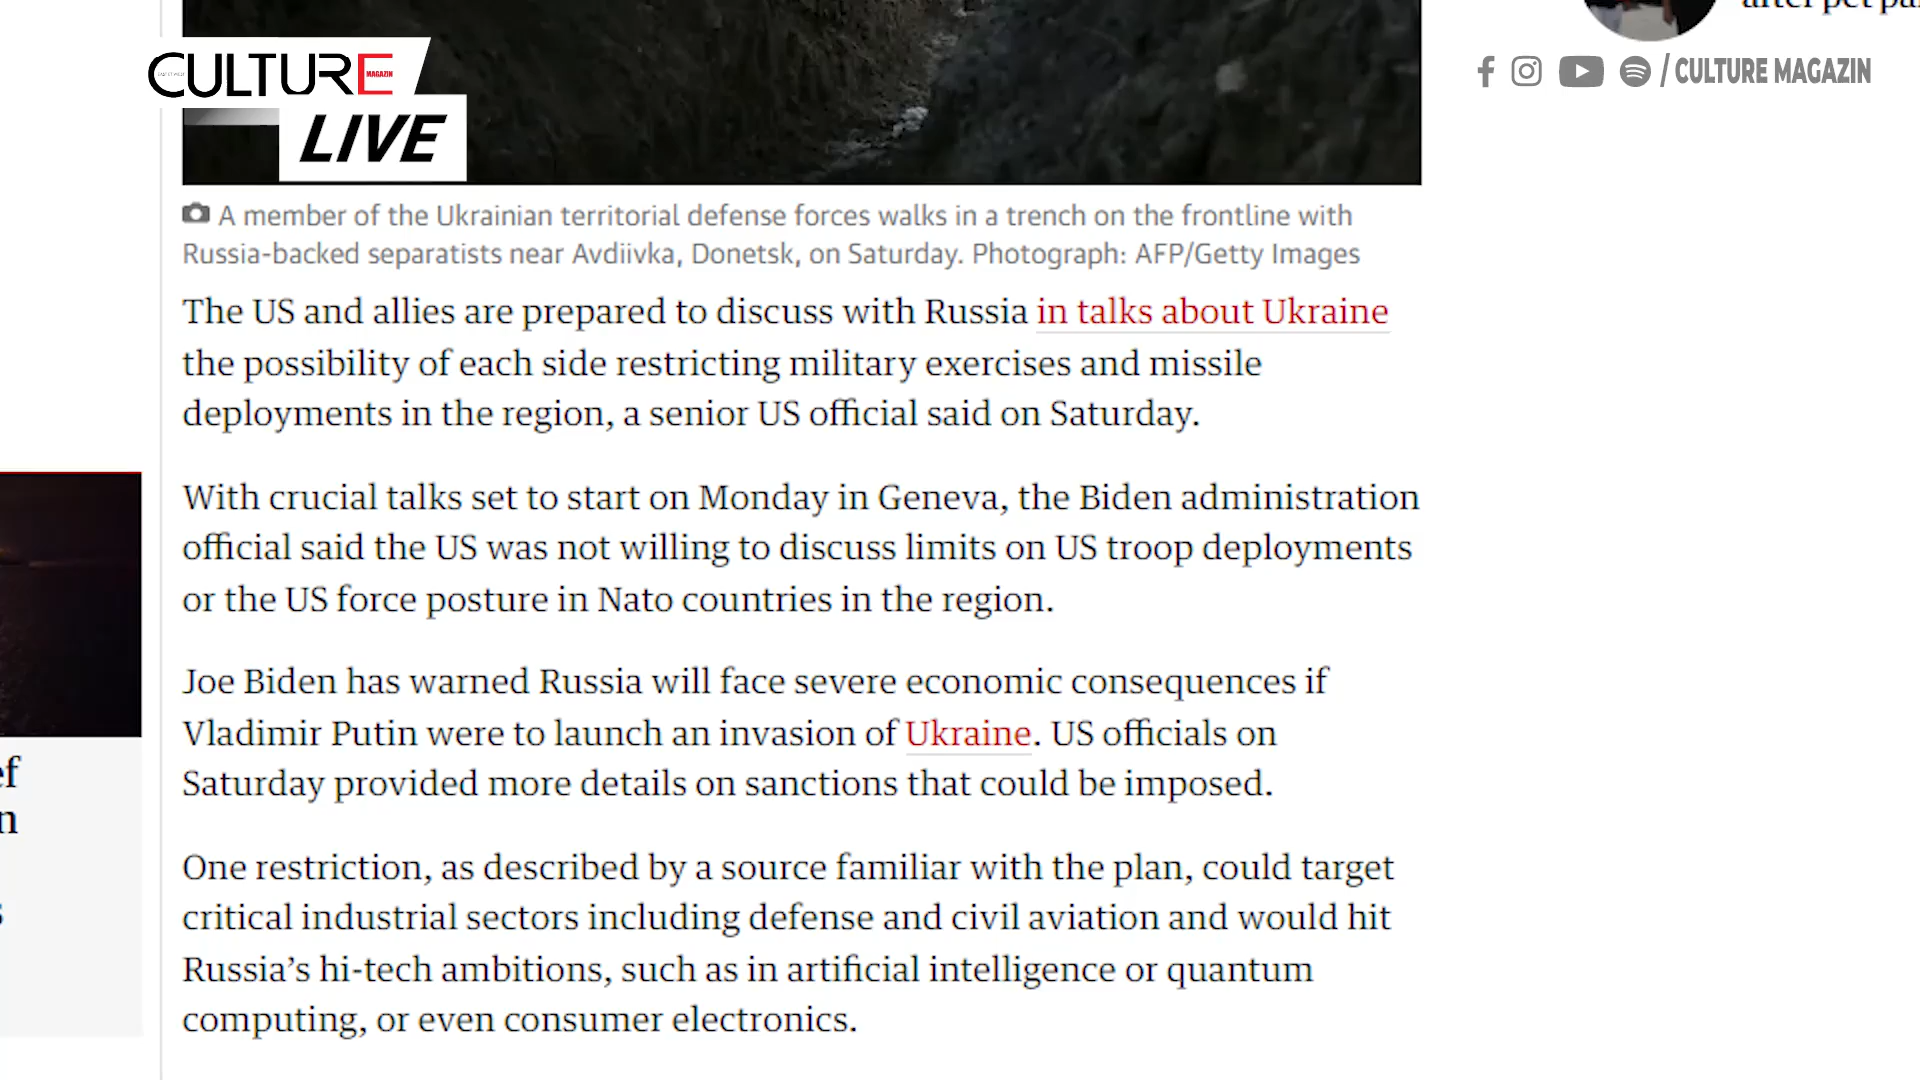 CULTURE
MAGAZIN
LIVE
/ CULTURE MAGAZIN
A member of the Ukrainian territorial defense forces walks in a trench on the frontline with
Russia-backed separatists near Avdiivka, Donetsk, on Saturday. Photograph: AFP/Getty Images
The US and allies are prepared to discuss with Russia in talks about Ukraine
the possibility of each side restricting military exercises and missile
deployments in the region, a senior US official said on Saturday.
With crucial talks set to start on Monday in Geneva, the Biden administration
official said the US was not willing to discuss limits on US troop deployments
or the US force posture in Nato countries in the region.
Joe Biden has warned Russia will face severe economic consequences if
Vladimir Putin were to launch an invasion of Ukraine. US officials on
Saturday provided more details on sanctions that could be imposed.
One restriction, as described by a source familiar with the plan, could target
critical industrial sectors including defense and civil aviation and would hit
Russia’s hi-tech ambitions, such as in artificial intelligence or quantum
computing, or even consumer electronics.